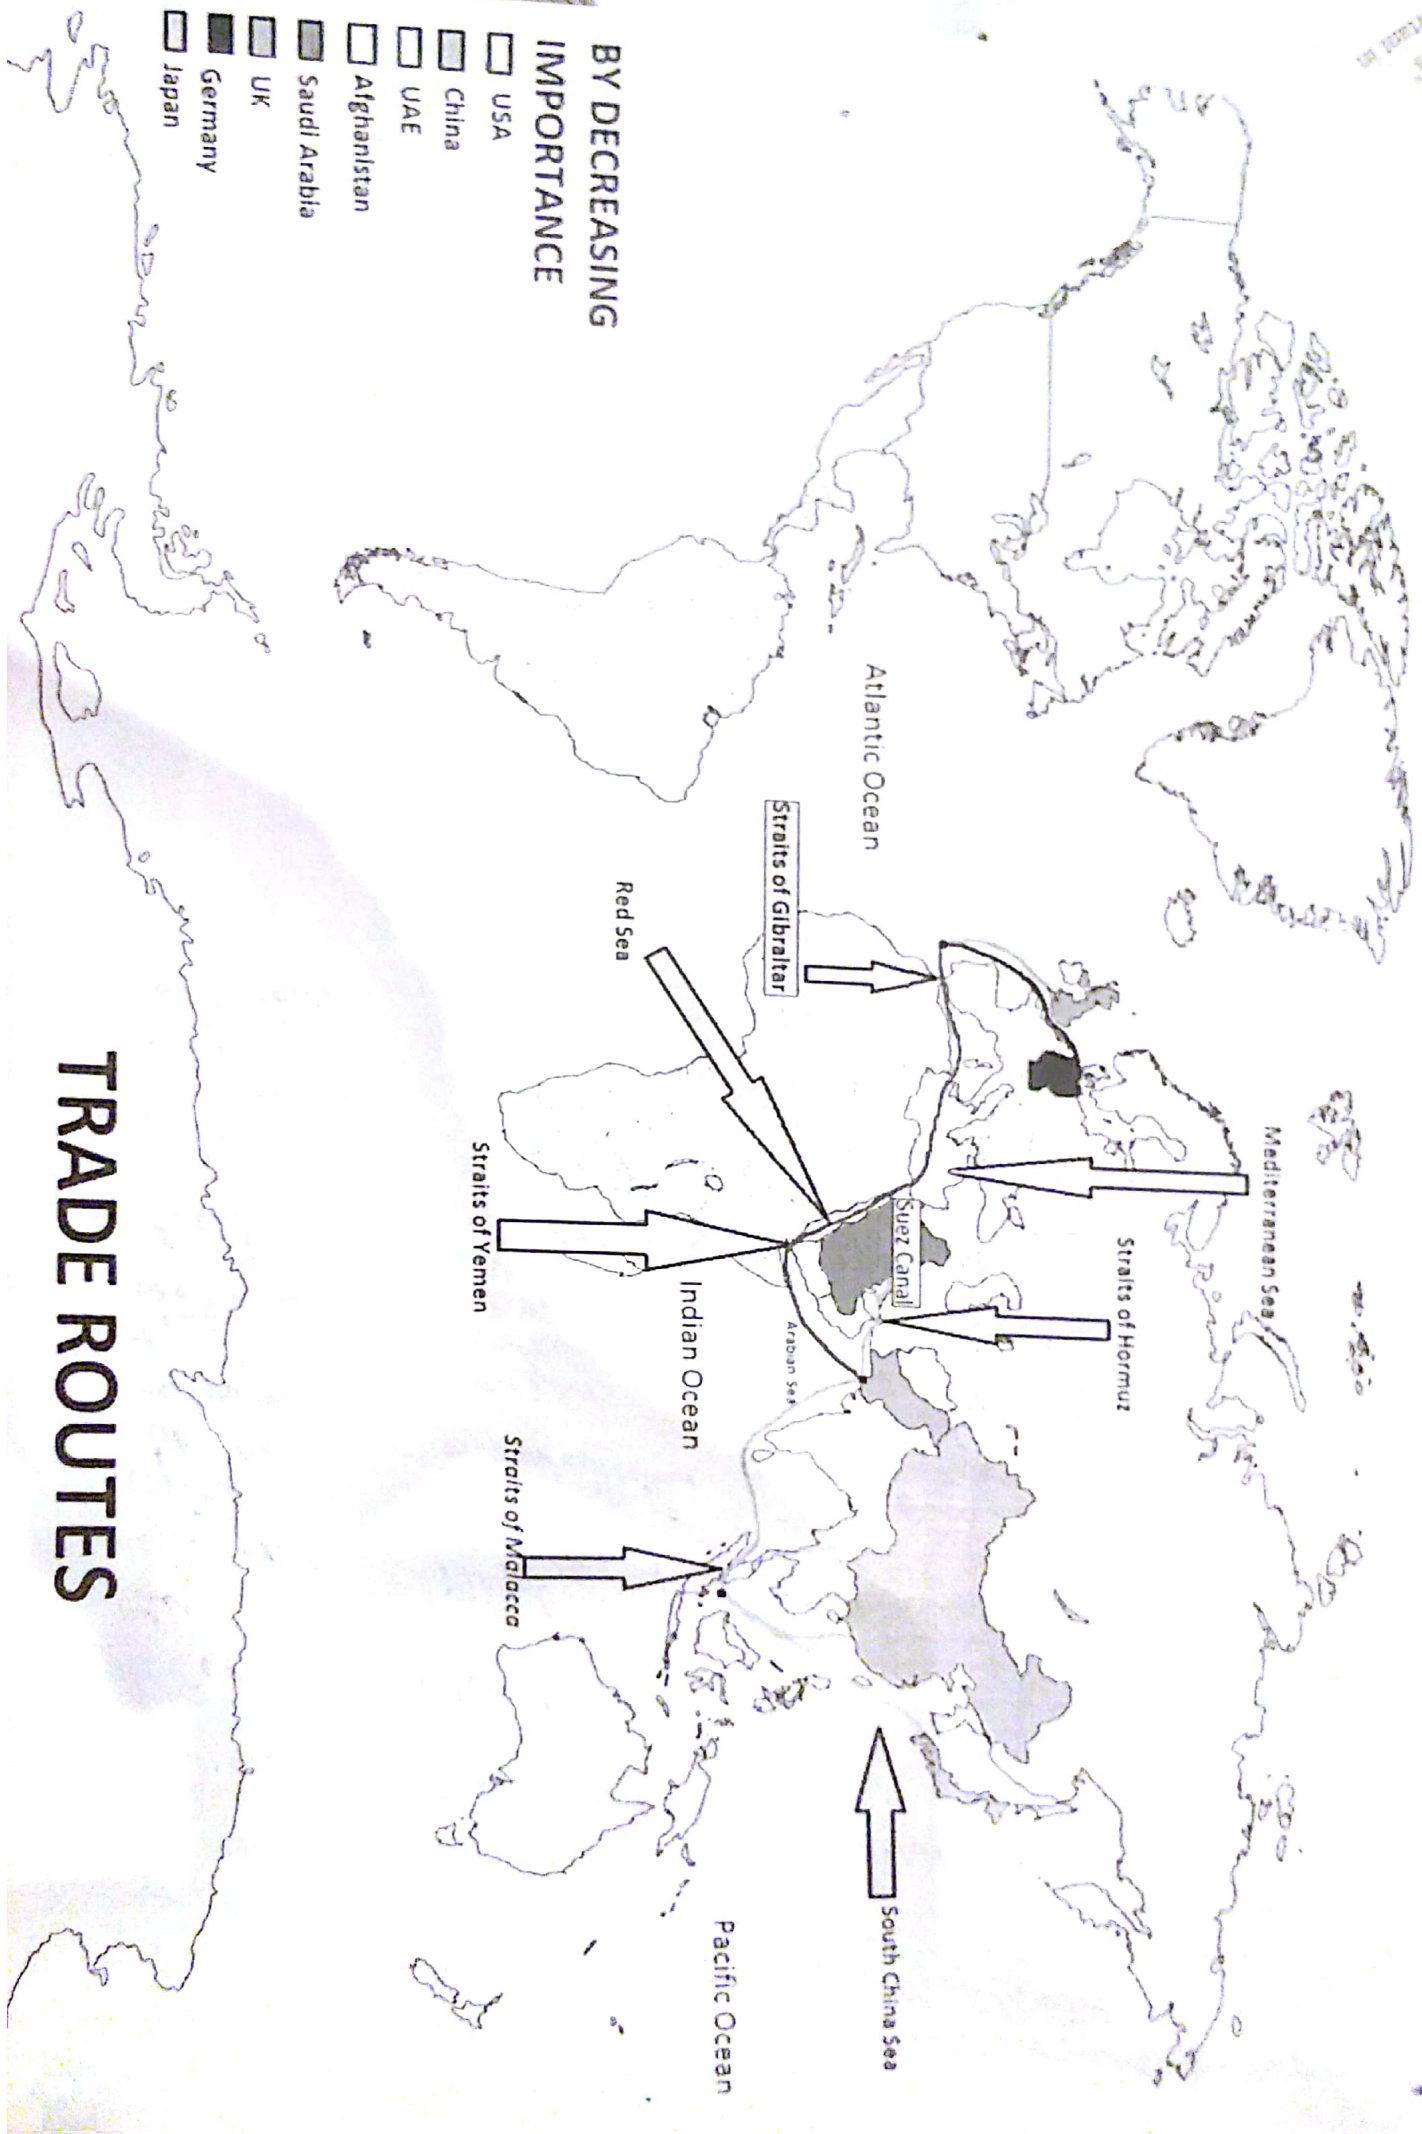 BY DECREASING
IMPORTANCE
USA
China
UAE
Afghanistan
Saudi Arabia
UK
Germany
Japan
Atlantic Ocean
Straits of Gibraltar
Red Sea
Mediterranean Sea
Suez Canal
Straits of Hormuz
Straits of Yemen
Arabian Sea
Indian Ocean
Straits of Malacca
South China Sea
Pacific Ocean
TRADE ROUTES